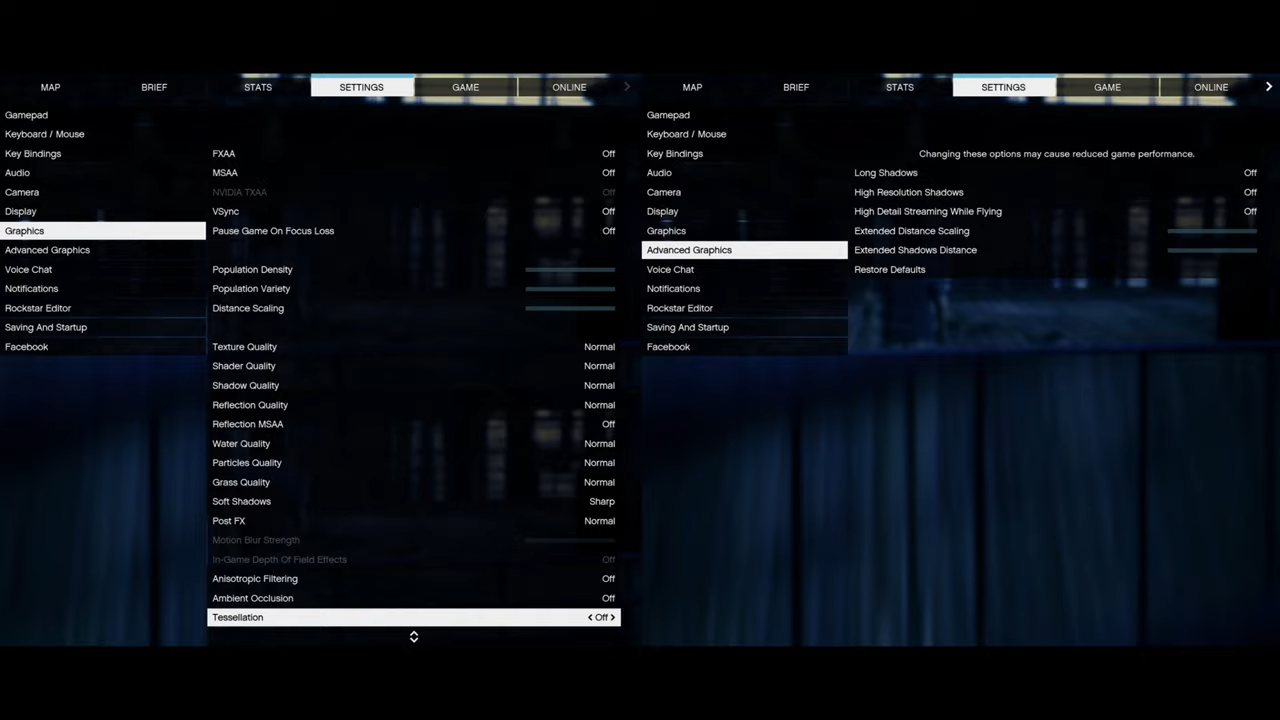 MAP BRIEF STATS SETTINGS GAME ONLINE
Gamepad
Keyboard / Mouse
Key Bindings
Audio
Camera
Display
Graphics
Advanced Graphics
Voice Chat
Notifications
Rockstar Editor
Saving And Startup
Facebook
FXAA Off
MSAA Off
NVIDIA TXAA Off
VSync Off
Pause Game On Focus Loss Off
Population Density
Population Variety
Distance Scaling
Texture Quality Normal
Shader Quality Normal
Shadow Quality Normal
Reflection Quality Normal
Reflection MSAA Off
Water Quality Normal
Particles Quality Normal
Grass Quality Normal
Soft Shadows Sharp
Post FX Normal
Motion Blur Strength
In-Game Depth Of Field Effects Off
Anisotropic Filtering Off
Ambient Occlusion Off
Tessellation < Off >
MAP BRIEF STATS SETTINGS GAME ONLINE
Gamepad
Keyboard / Mouse
Key Bindings
Audio
Camera
Display
Graphics
Advanced Graphics
Voice Chat
Notifications
Rockstar Editor
Saving And Startup
Facebook
Changing these options may cause reduced game performance.
Long Shadows Off
High Resolution Shadows Off
High Detail Streaming While Flying Off
Extended Distance Scaling
Extended Shadows Distance
Restore Defaults